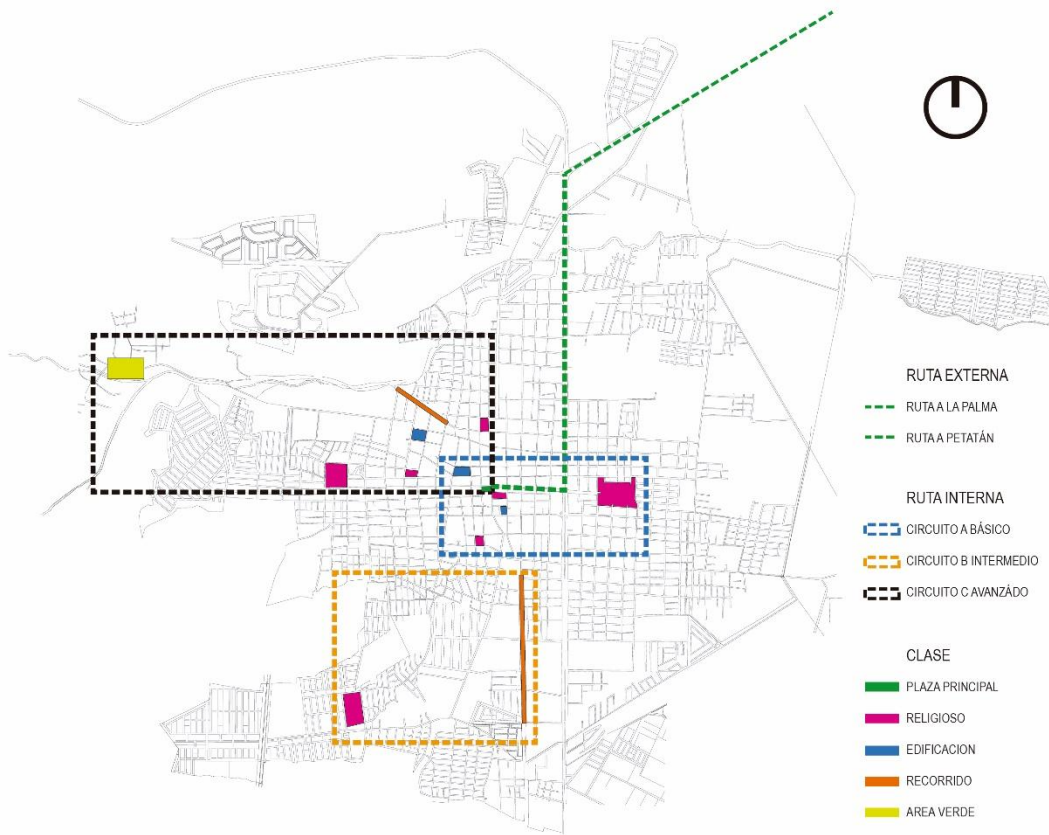 RUTA EXTERNA
RUTA A LA PALMA
RUTA A PETATÁN
RUTA INTERNA
CIRCUITO A BÁSICO
CIRCUITO B INTERMEDIO
CIRCUITO C AVANZÁDO
CLASE
PLAZA PRINCIPAL
RELIGIOSO
EDIFICACION
RECORRIDO
AREA VERDE